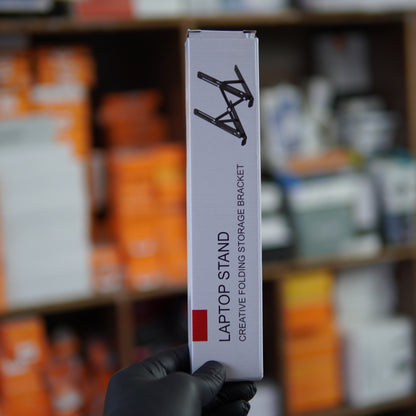 LAPTOP STAND
CREATIVE FOLDING STORAGE BRACKET